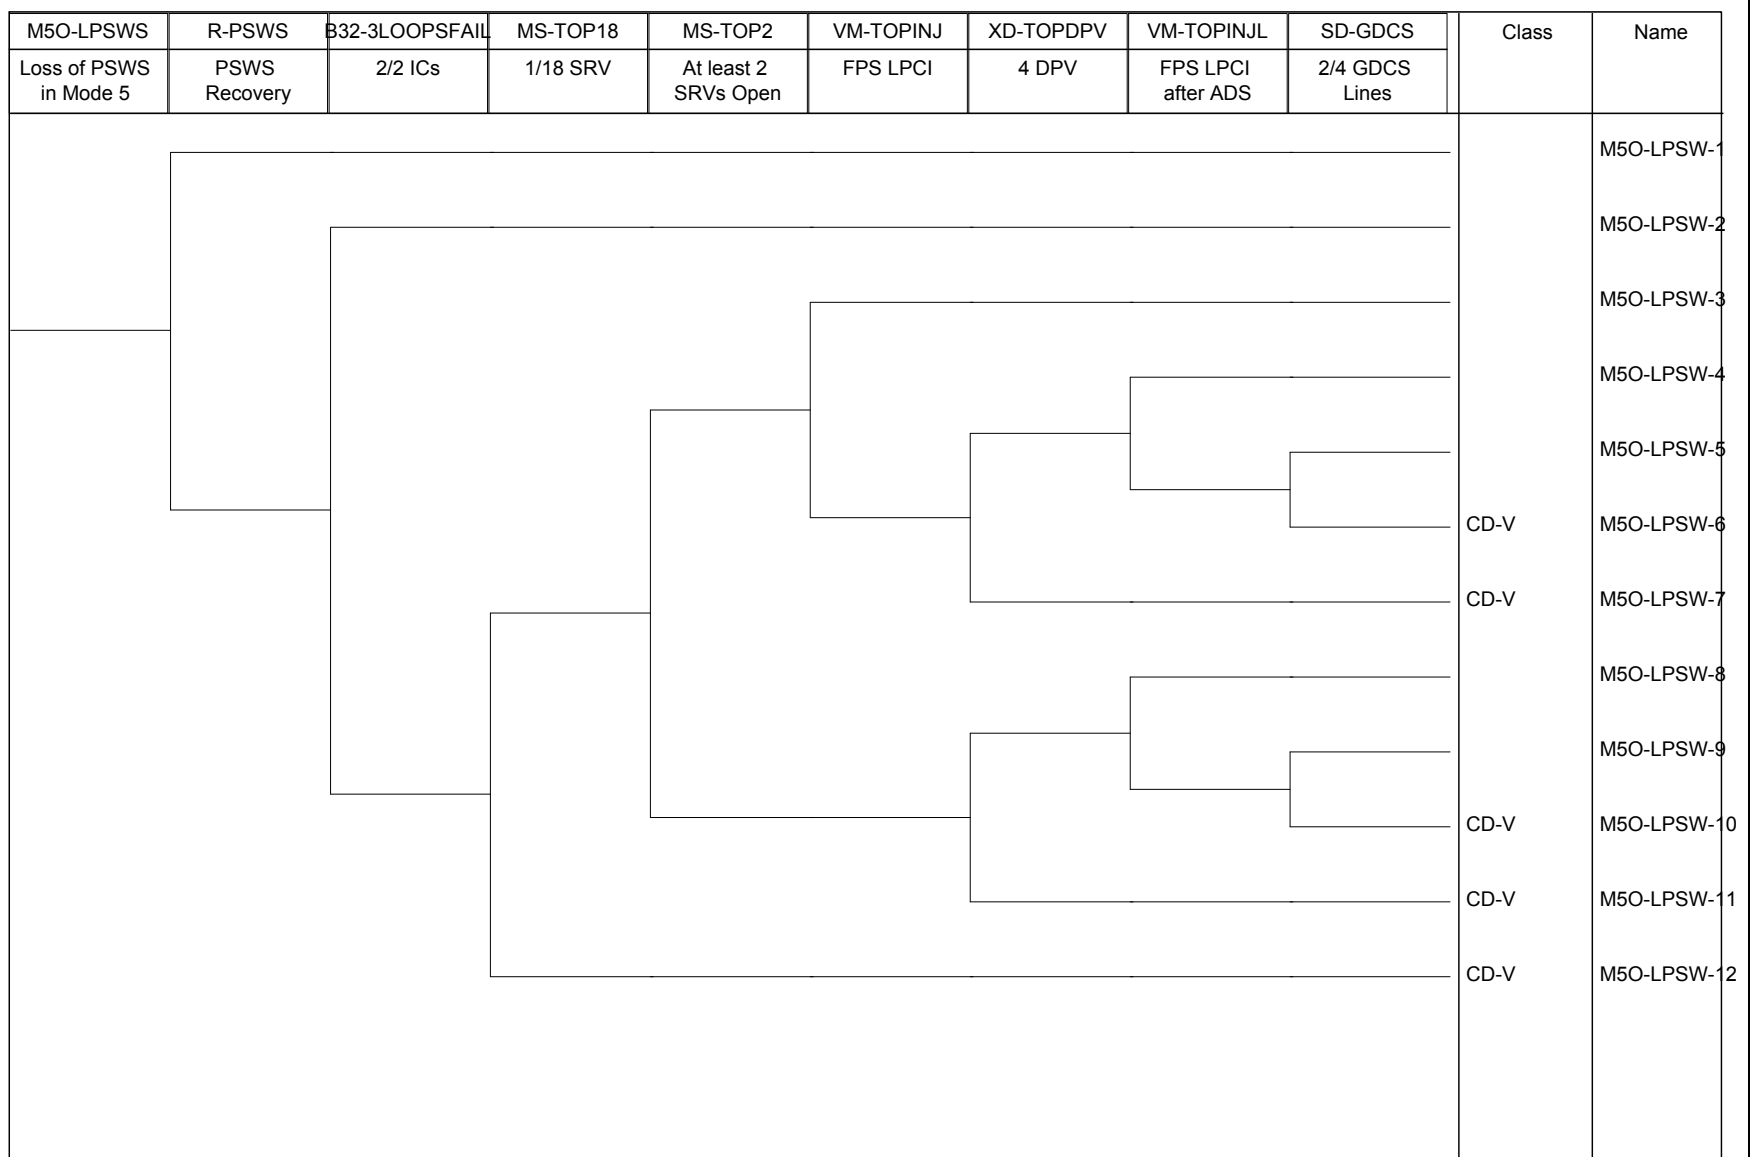 M5O-LPSWS R-PSWS B32-3LOOPSFAIL MS-TOP18 MS-TOP2 VM-TOPINJ XD-TOPDPV VM-TOPINJL SD-GDCS Class Name
Loss of PSWS PSWS 2/2 ICs 1/18 SRV At least 2 FPS LPCI 4 DPV FPS LPCI 2/4 GDCS
in Mode 5 Recovery SRVs Open after ADS Lines
M5O-LPSW-1
M5O-LPSW-2
M5O-LPSW-3
M5O-LPSW-4
M5O-LPSW-5
CD-V M5O-LPSW-6
CD-V M5O-LPSW-7
M5O-LPSW-8
M5O-LPSW-9
CD-V M5O-LPSW-10
CD-V M5O-LPSW-11
CD-V M5O-LPSW-12